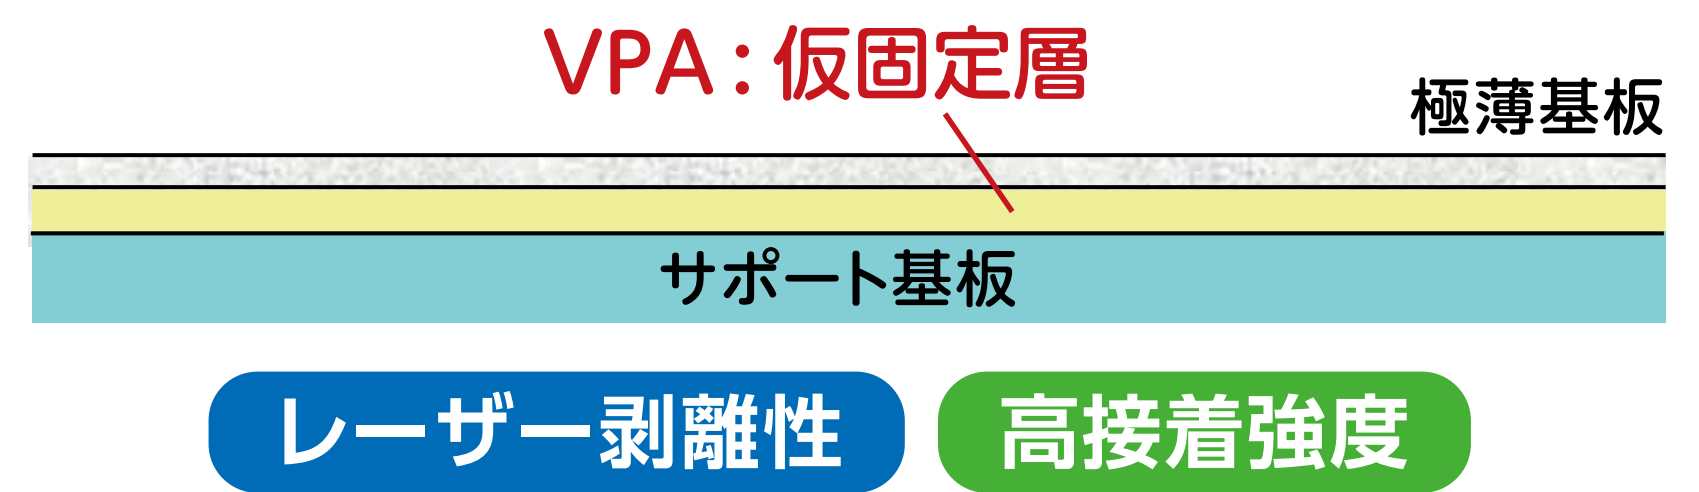 VPA：仮固定層
極薄基板
サポート基板
レーザー剥離性
高接着強度